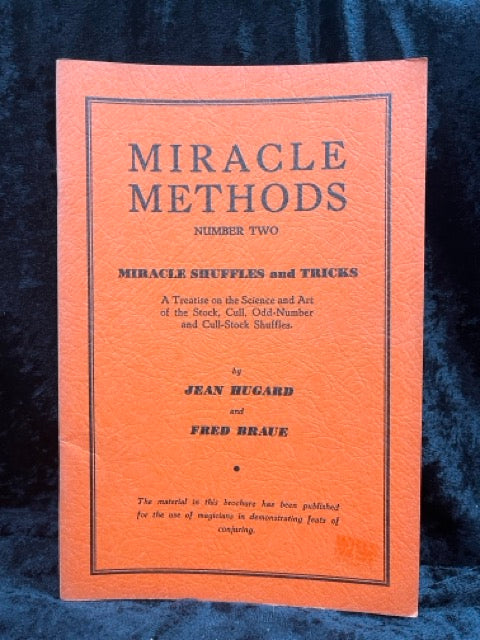 MIRACLE
METHODS
NUMBER TWO
MIRACLE SHUFFLES and TRICKS
A Treatise on the Science and Art
of the Stock, Cull, Odd-Number
and Cull-Stock Shuffles.
by
JEAN HUGARD
and
FRED BRAUE
The material in this brochure has been published
for the use of magicians in demonstrating feats of
conjuring.